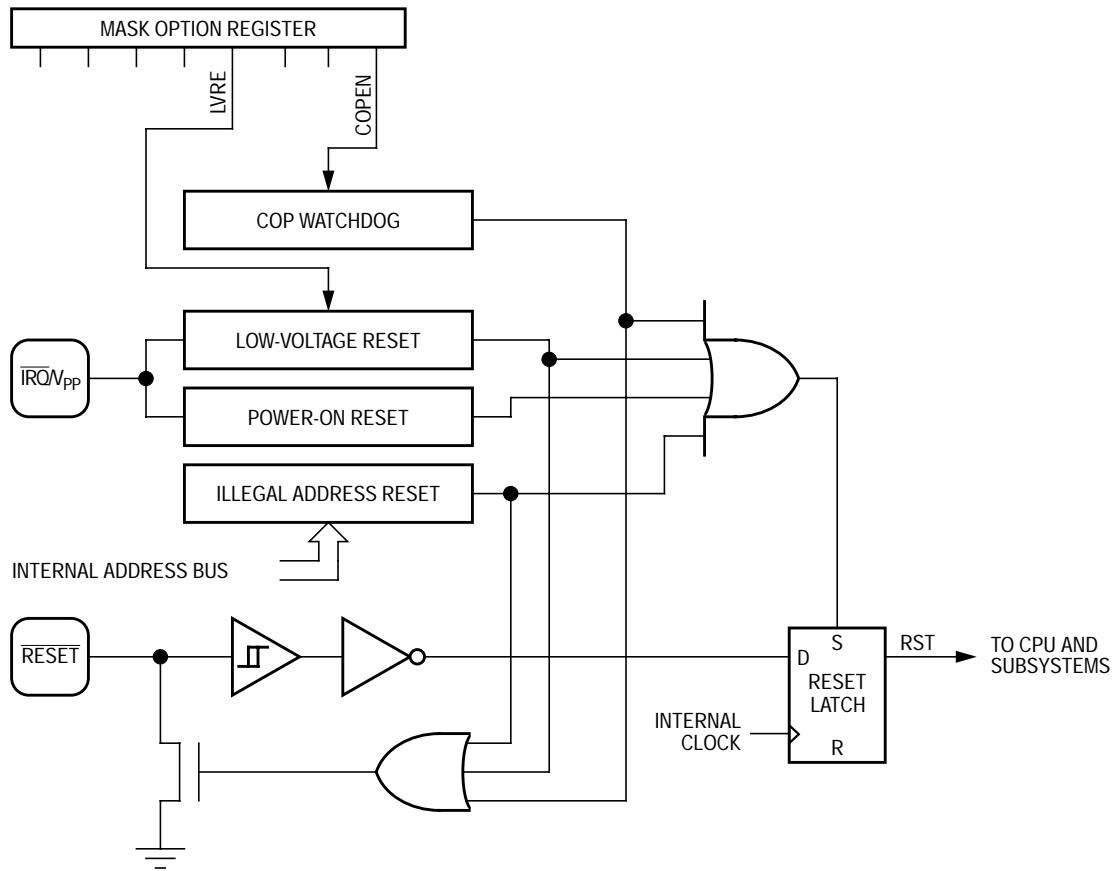 MASK OPTION REGISTER
LVRE
COPEN
COP WATCHDOG
LOW-VOLTAGE RESET
IRQ/VPP
POWER-ON RESET
ILLEGAL ADDRESS RESET
INTERNAL ADDRESS BUS
RESET
D
S
RESET
LATCH
R
RST
TO CPU AND
SUBSYSTEMS
INTERNAL
CLOCK